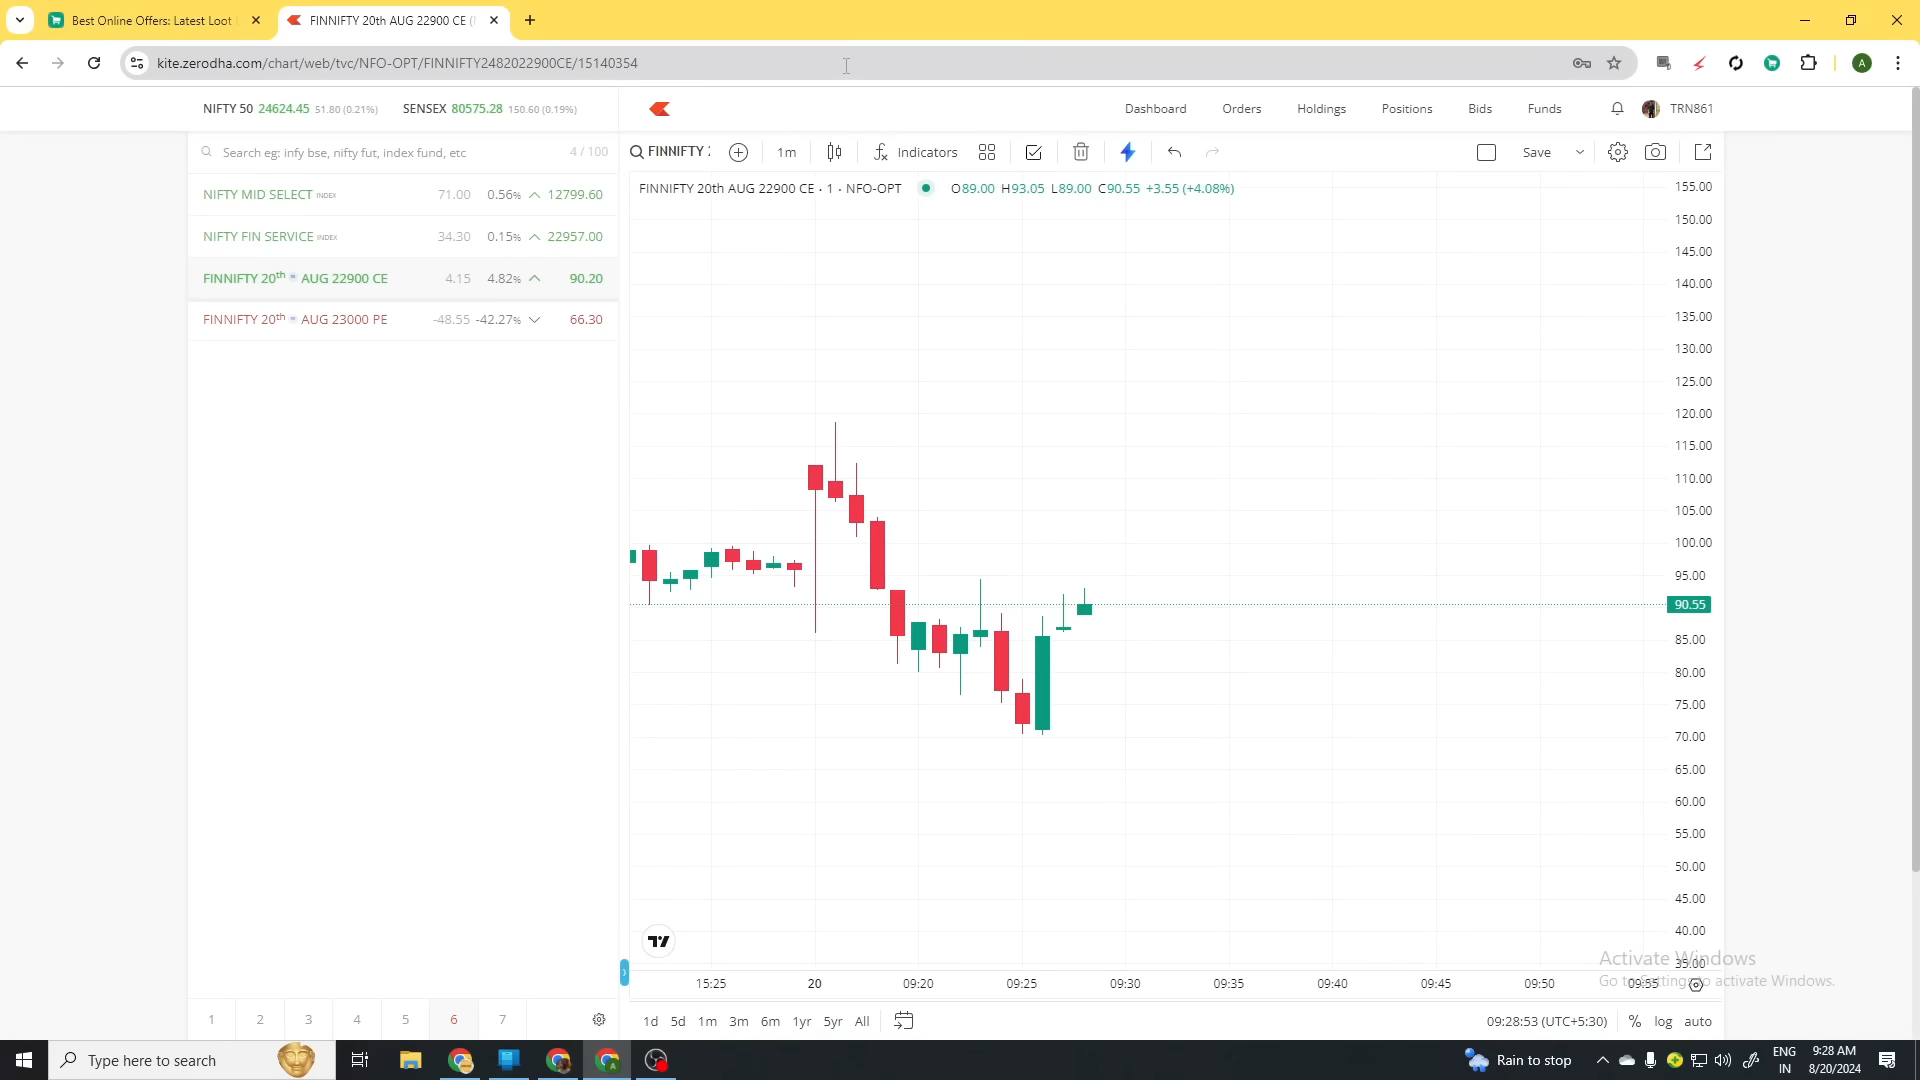 Best Online Offers: Latest Loot
FINNIFTY 20th AUG 22900 CE (
kite.zerodha.com/chart/web/tvc/NFO-OPT/FINNIFTY2482022900CE/15140354
A
NIFTY 50 24624.45 51.80 (0.21%) SENSEX 80575.28 150.60 (0.19%)
Dashboard Orders Holdings Positions Bids Funds TRN861
Search eg: infy bse, nifty fut, index fund, etc 4 / 100
FINNIFTY 1m Indicators Save
NIFTY MID SELECT INDEX 71.00 0.56% 12799.60
NIFTY FIN SERVICE INDEX 34.30 0.15% 22957.00
FINNIFTY 20th AUG 22900 CE 4.15 4.82% 90.20
FINNIFTY 20th AUG 23000 PE -48.55 -42.27% 66.30
FINNIFTY 20th AUG 22900 CE · 1 · NFO-OPT O89.00 H93.05 L89.00 C90.55 +3.55 (+4.08%)
155.00
150.00
145.00
140.00
135.00
130.00
125.00
120.00
115.00
110.00
105.00
100.00
95.00
90.55
85.00
80.00
75.00
70.00
65.00
60.00
55.00
50.00
45.00
40.00
35.00
Activate Windows
Go to Settings to activate Windows.
15:25 20 09:20 09:25 09:30 09:35 09:40 09:45 09:50 09:55
1 2 3 4 5 6 7
1d 5d 1m 3m 6m 1yr 3yr 5yr All 09:28:53 (UTC+5:30) % log auto
Type here to search
Rain to stop
ENG
IN
9:28 AM
8/20/2024